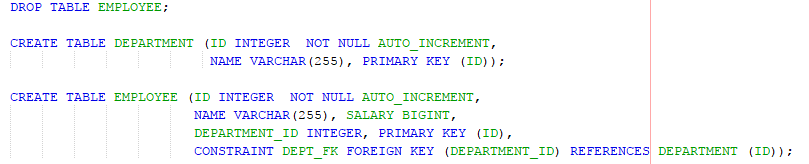 DROP TABLE EMPLOYEE;
CREATE TABLE DEPARTMENT (ID INTEGER  NOT NULL AUTO_INCREMENT,
NAME VARCHAR(255), PRIMARY KEY (ID));
CREATE TABLE EMPLOYEE (ID INTEGER  NOT NULL AUTO_INCREMENT,
NAME VARCHAR(255), SALARY BIGINT,
DEPARTMENT_ID INTEGER, PRIMARY KEY (ID),
CONSTRAINT DEPT_FK FOREIGN KEY (DEPARTMENT_ID) REFERENCES DEPARTMENT (ID));